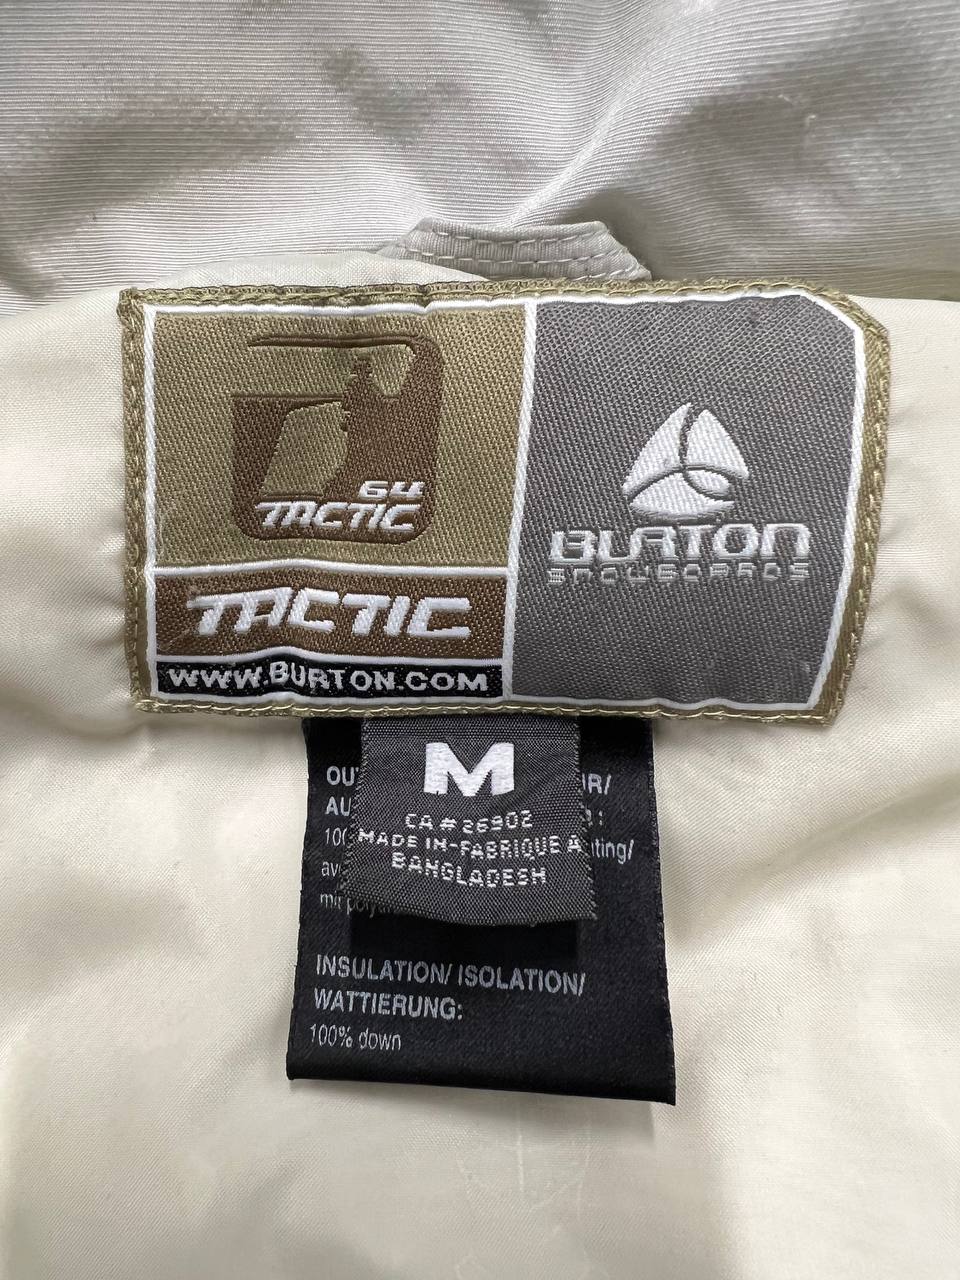 64
TACTIC
TACTIC
WWW.BURTON.COM
BURTON
SNOWBOARDS
M
CA # 26902
MADE IN-FABRIQUE A
BANGLADESH
INSULATION/ ISOLATION/
WATTIERUNG:
100% down